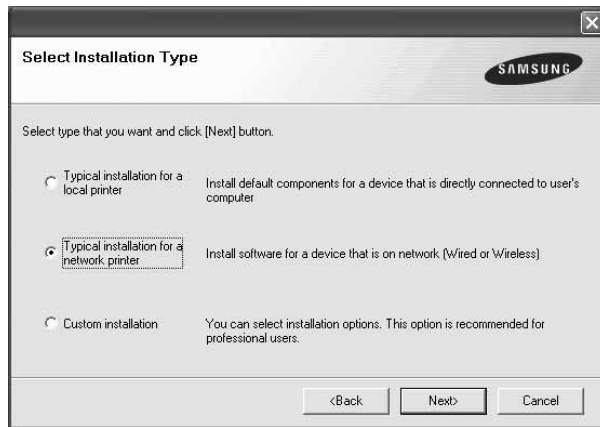 Select Installation Type
SAMSUNG
Select type that you want and click [Next] button.
Typical installation for a
local printer
Install default components for a device that is directly connected to user's
computer
Typical installation for a
network printer
Install software for a device that is on network (Wired or Wireless)
Custom installation
You can select installation options. This option is recommended for
professional users.
<Back
Next>
Cancel